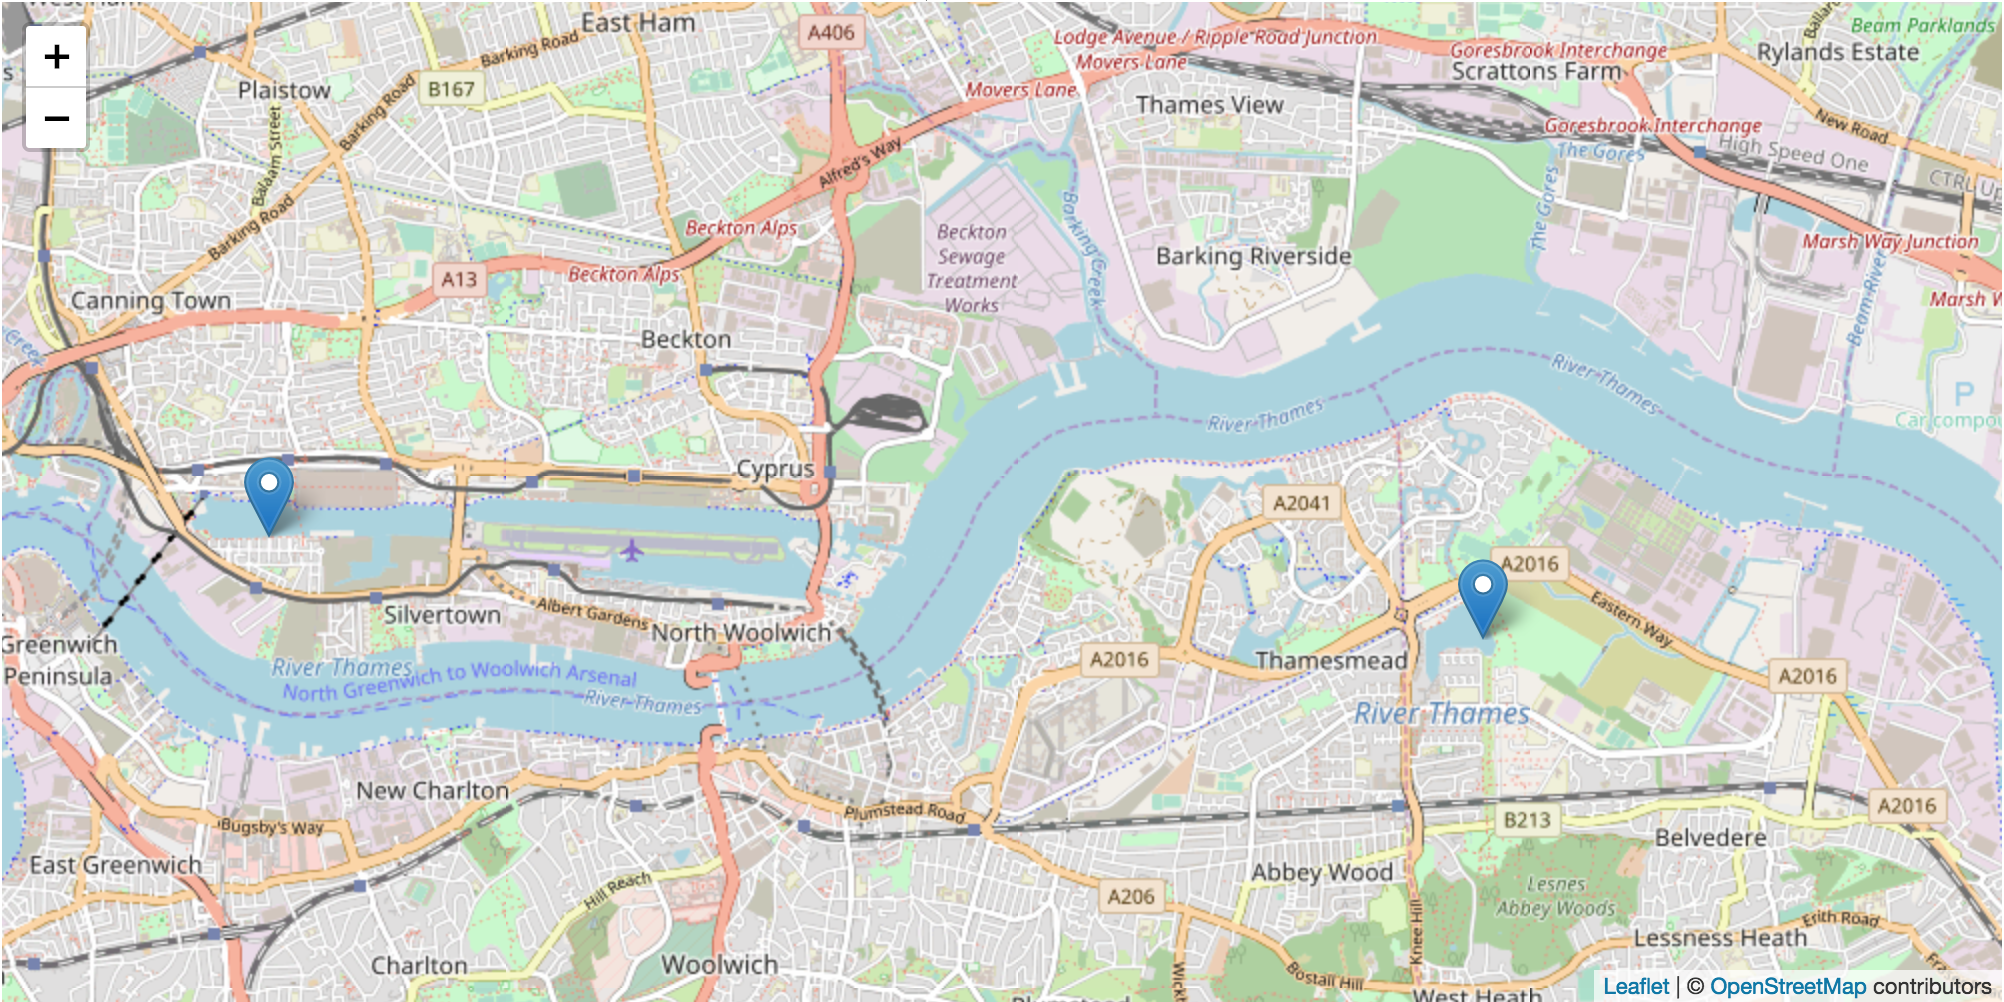 West Ham
East Ham
A406
Lodge Avenue / Ripple Road Junction
Movers Lane
Goresbrook Interchange
Scrattons Farm
Rylands Estate
Beam Parklands
+
−
Plaistow
B167
Barking Road
Barking Road
Movers Lane
Thames View
Goresbrook Interchange
The Gores
New Road
High Speed One
Balaam Street
Alfred's Way
Barking Road
Beckton Alps
Beckton
Sewage
Treatment
Works
Barking Creek
Barking Riverside
The Gores
Marsh Way Junction
A13
Beckton Alps
Canning Town
Beckton
Beam River
River Thames
River Thames
P
Cyprus
A2041
A2016
Silvertown
Albert Gardens
North Woolwich
Eastern Way
Greenwich
Peninsula
River Thames
North Greenwich to Woolwich Arsenal
River Thames
A2016
Thamesmead
A2016
River Thames
New Charlton
Plumstead Road
A2016
Bugsby's Way
B213
Belvedere
East Greenwich
Hill Reach
A206
Abbey Wood
Lesnes
Abbey Woods
Erith Road
Knee Hill
Lessness Heath
Charlton
Woolwich
Bostall Hill
Plumstead
West Heath
Leaflet | © OpenStreetMap contributors